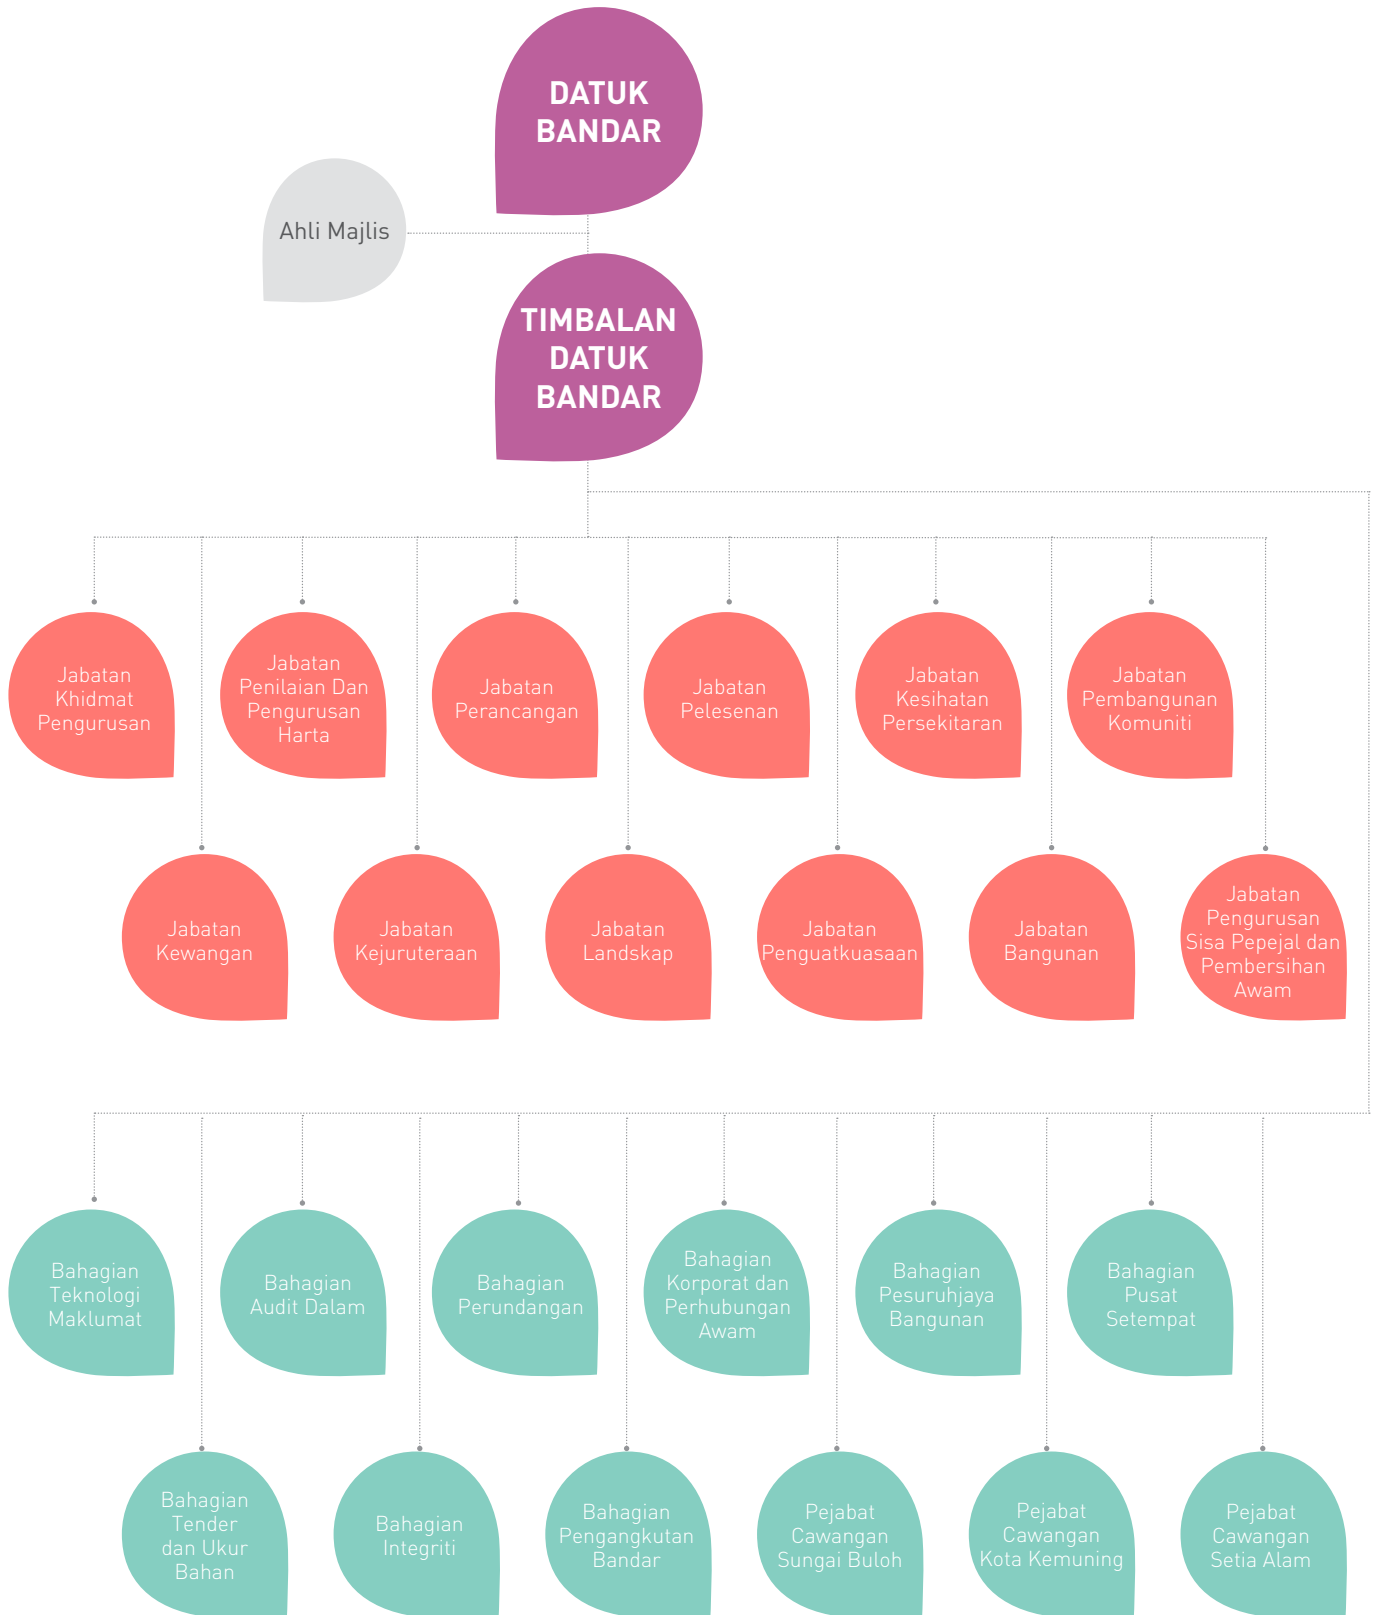 DATUK
BANDAR
Ahli Majlis
TIMBALAN
DATUK
BANDAR
Jabatan
Khidmat
Pengurusan
Jabatan
Penilaian Dan
Pengurusan
Harta
Jabatan
Perancangan
Jabatan
Pelesenan
Jabatan
Kesihatan
Persekitaran
Jabatan
Pembangunan
Komuniti
Jabatan
Kewangan
Jabatan
Kejuruteraan
Jabatan
Landskap
Jabatan
Penguatkuasaan
Jabatan
Bangunan
Jabatan
Pengurusan
Sisa Pepejal dan
Pembersihan
Awam
Bahagian
Teknologi
Maklumat
Bahagian
Audit Dalam
Bahagian
Perundangan
Bahagian
Korporat dan
Perhubungan
Awam
Bahagian
Pesuruhjaya
Bangunan
Bahagian
Pusat
Setempat
Bahagian
Tender
dan Ukur
Bahan
Bahagian
Integriti
Bahagian
Pengangkutan
Bandar
Pejabat
Cawangan
Sungai Buloh
Pejabat
Cawangan
Kota Kemuning
Pejabat
Cawangan
Setia Alam